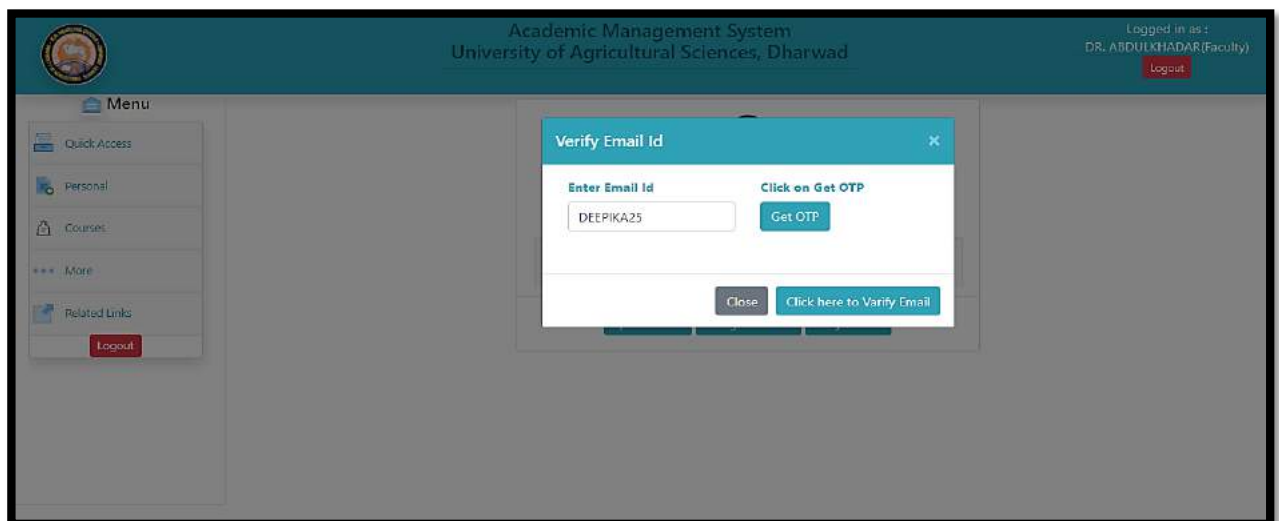 Academic Management System
University of Agricultural Sciences, Dharwad
Logged in as :
DR. ABDULKHADAR(Faculty)
Logout
Menu
Quick Access
Personal
Courses
More
Related Links
Logout
Verify Email Id
×
Enter Email Id
Click on Get OTP
DEEPIKA25
Get OTP
Close
Click here to Varify Email